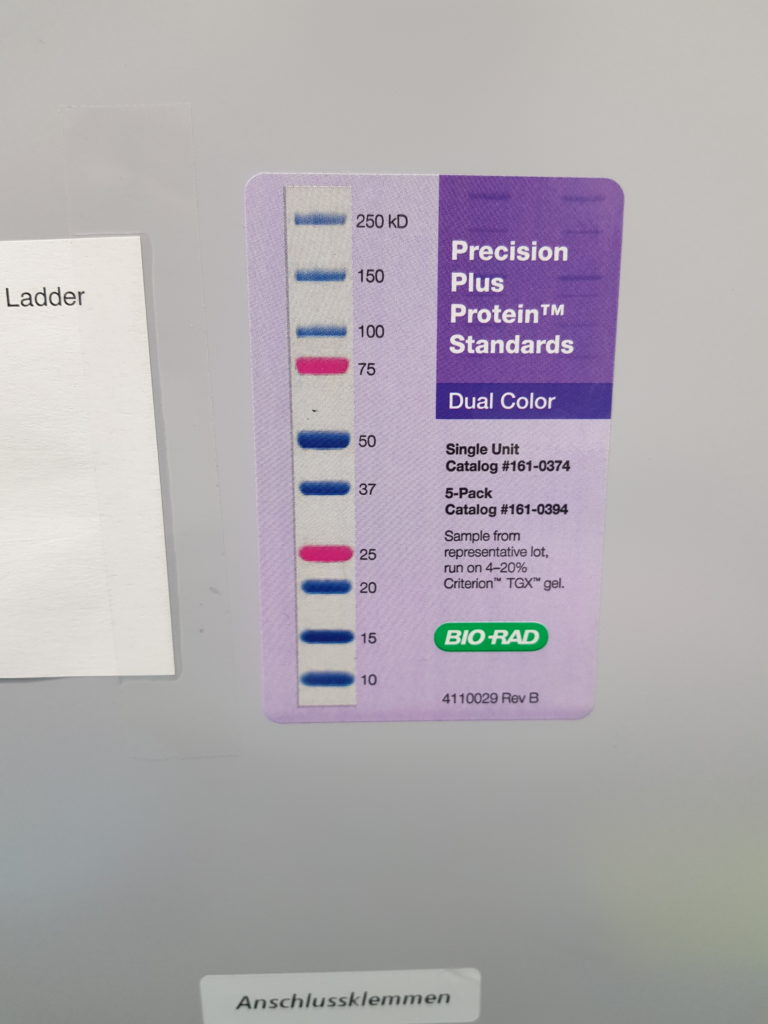 Ladder
250 kD
150
100
75
50
37
25
20
15
10
Precision
Plus
Protein™
Standards
Dual Color
Single Unit
Catalog #161-0374
5-Pack
Catalog #161-0394
Sample from
representative lot,
run on 4–20%
Criterion™ TGX™ gel.
BIO-RAD
4110029 Rev B
Anschlussklemmen